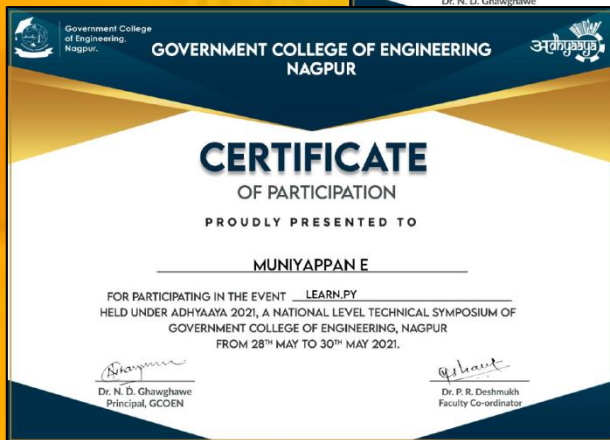 Dr. N. D. Ghawghawe
Government College
of Engineering,
Nagpur.
GOVERNMENT COLLEGE OF ENGINEERING
NAGPUR
अध्yaaya
CERTIFICATE
OF PARTICIPATION
PROUDLY PRESENTED TO
MUNIYAPPAN E
FOR PARTICIPATING IN THE EVENT LEARN.PY
HELD UNDER ADHYAAYA 2021, A NATIONAL LEVEL TECHNICAL SYMPOSIUM OF
GOVERNMENT COLLEGE OF ENGINEERING, NAGPUR
FROM 28TH MAY TO 30TH MAY 2021.
Dr. N. D. Ghawghawe
Principal, GCOEN
Dr. P. R. Deshmukh
Faculty Co-ordinator